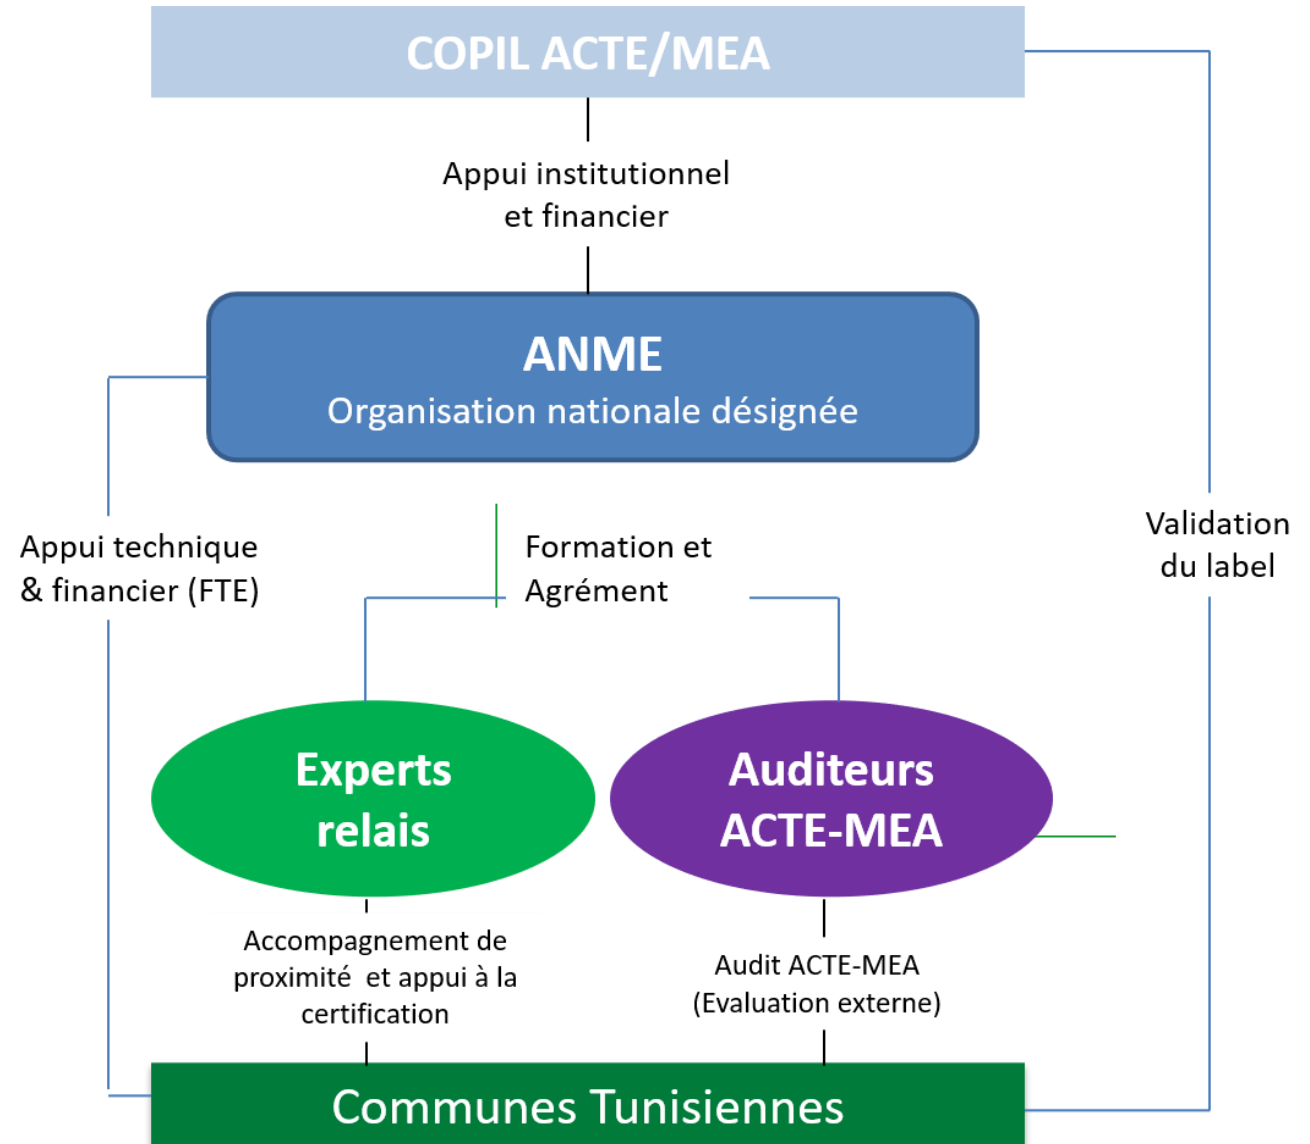 COPIL ACTE/MEA
Appui institutionnel
et financier
ANME
Organisation nationale désignée
Appui technique
& financier (FTE)
Formation et
Agrément
Validation
du label
Experts
relais
Auditeurs
ACTE-MEA
Accompagnement de
proximité et appui à la
certification
Audit ACTE-MEA
(Evaluation externe)
Communes Tunisiennes